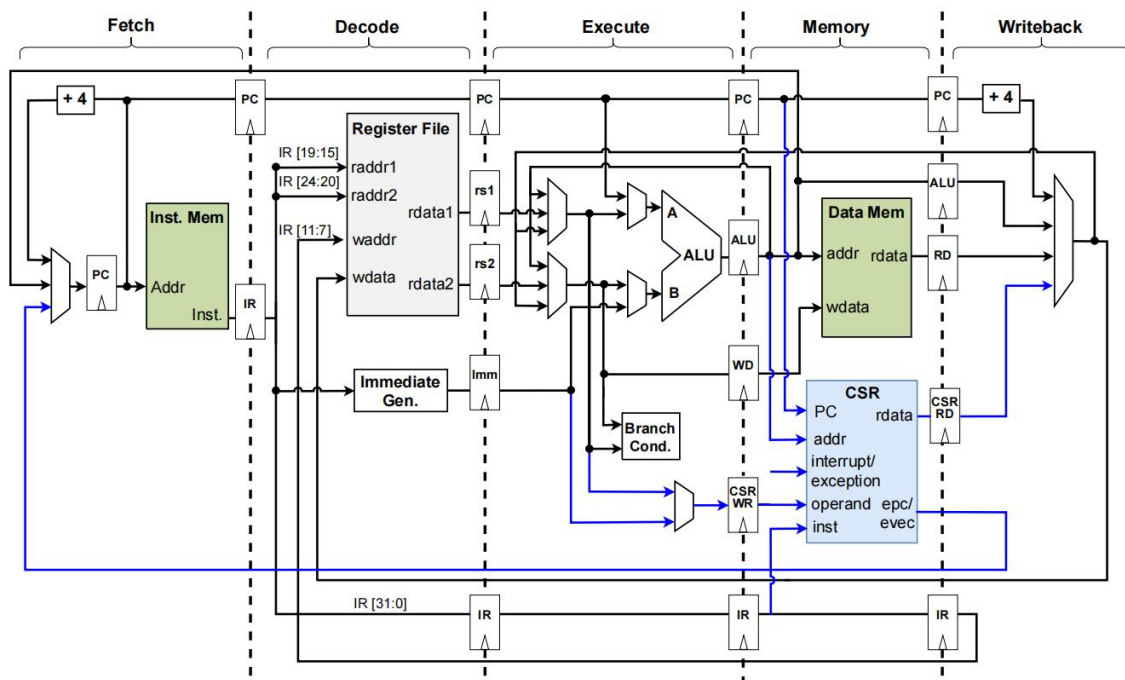 Fetch
Decode
Execute
Memory
Writeback
+ 4
PC
PC
PC
PC
+ 4
Register File
IR [19:15]
raddr1
IR [24:20]
raddr2
rdata1
IR [11:7]
waddr
wdata
rdata2
rs1
rs2
Inst. Mem
Addr
Inst.
PC
IR
A
B
ALU
ALU
ALU
Data Mem
addr
rdata
wdata
RD
Immediate
Gen.
Imm
WD
Branch
Cond.
CSR
WR
CSR
PC
rdata
addr
interrupt/
exception
operand
epc/
evec
inst
CSR
RD
IR [31:0]
IR
IR
IR